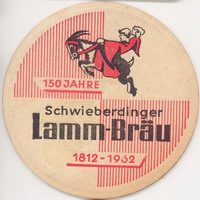 150 JAHRE
Schwieberdinger
Lamm-Bräu
1812-1962